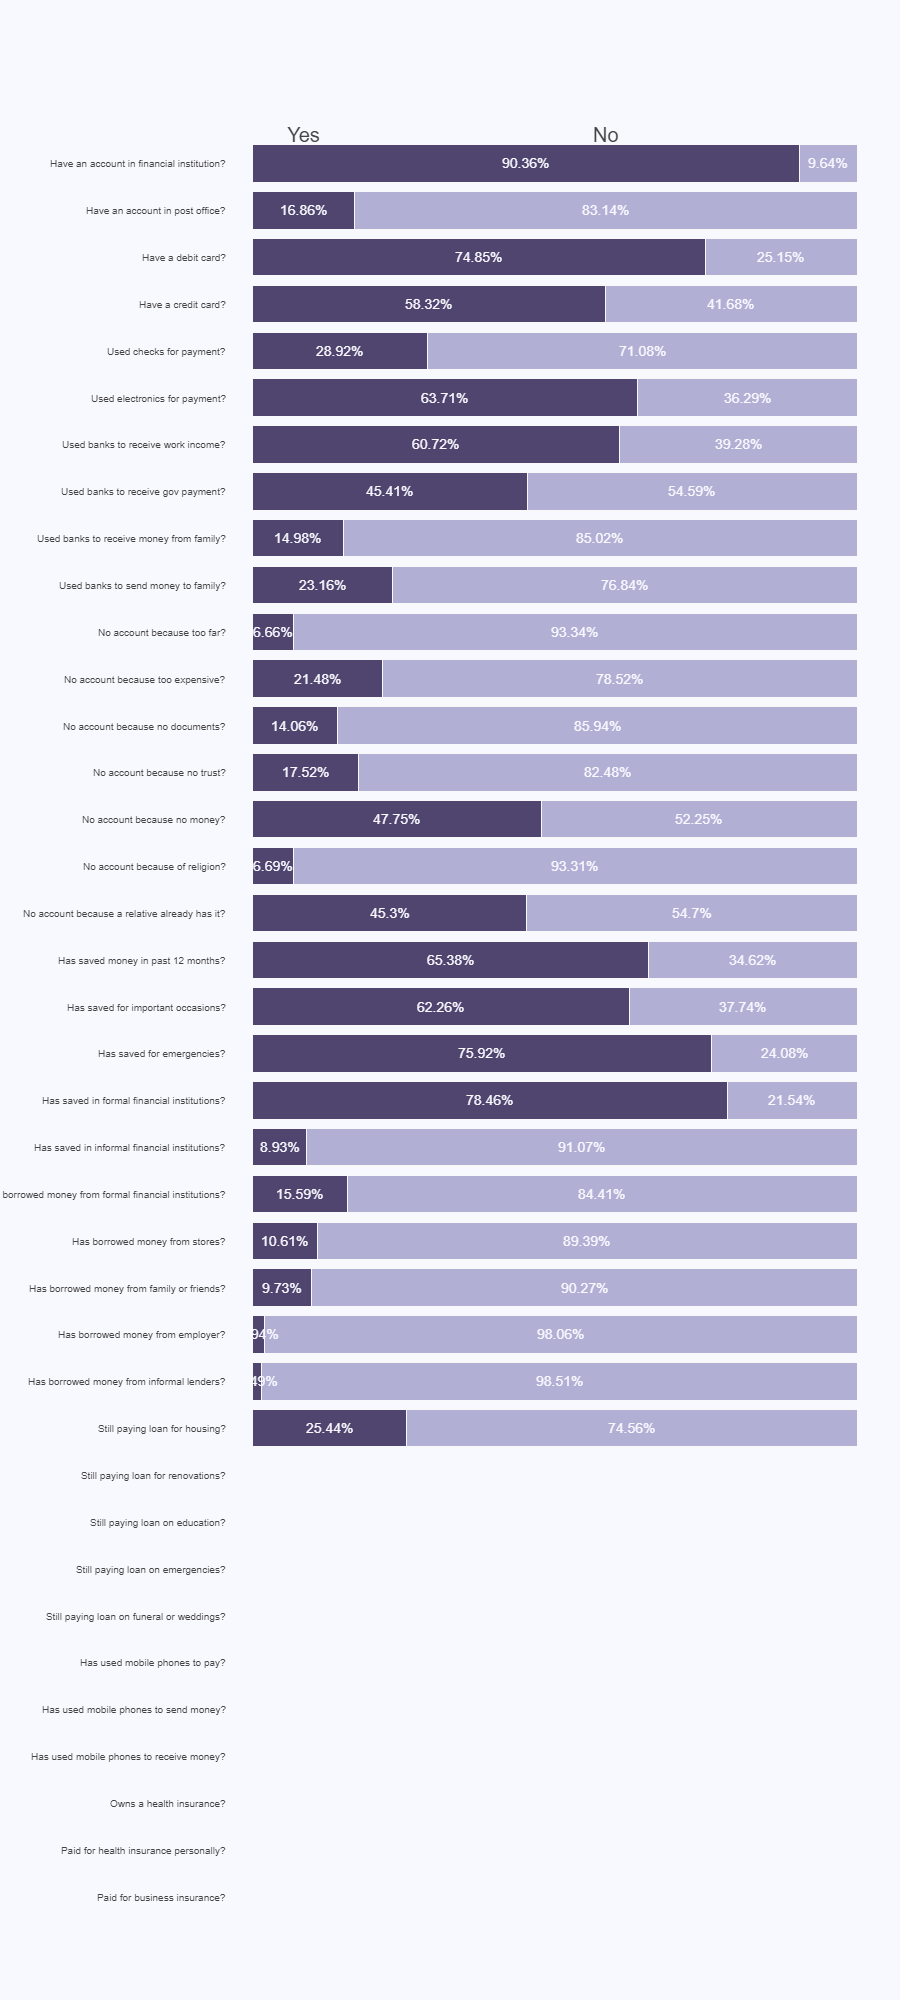 Yes No
Have an account in financial institution? 90.36% 9.64%
Have an account in post office? 16.86% 83.14%
Have a debit card? 74.85% 25.15%
Have a credit card? 58.32% 41.68%
Used checks for payment? 28.92% 71.08%
Used electronics for payment? 63.71% 36.29%
Used banks to receive work income? 60.72% 39.28%
Used banks to receive gov payment? 45.41% 54.59%
Used banks to receive money from family? 14.98% 85.02%
Used banks to send money to family? 23.16% 76.84%
No account because too far? 6.66% 93.34%
No account because too expensive? 21.48% 78.52%
No account because no documents? 14.06% 85.94%
No account because no trust? 17.52% 82.48%
No account because no money? 47.75% 52.25%
No account because of religion? 6.69% 93.31%
No account because a relative already has it? 45.3% 54.7%
Has saved money in past 12 months? 65.38% 34.62%
Has saved for important occasions? 62.26% 37.74%
Has saved for emergencies? 75.92% 24.08%
Has saved in formal financial institutions? 78.46% 21.54%
Has saved in informal financial institutions? 8.93% 91.07%
borrowed money from formal financial institutions? 15.59% 84.41%
Has borrowed money from stores? 10.61% 89.39%
Has borrowed money from family or friends? 9.73% 90.27%
Has borrowed money from employer? 94% 98.06%
Has borrowed money from informal lenders? 49% 98.51%
Still paying loan for housing? 25.44% 74.56%
Still paying loan for renovations?
Still paying loan on education?
Still paying loan on emergencies?
Still paying loan on funeral or weddings?
Has used mobile phones to pay?
Has used mobile phones to send money?
Has used mobile phones to receive money?
Owns a health insurance?
Paid for health insurance personally?
Paid for business insurance?